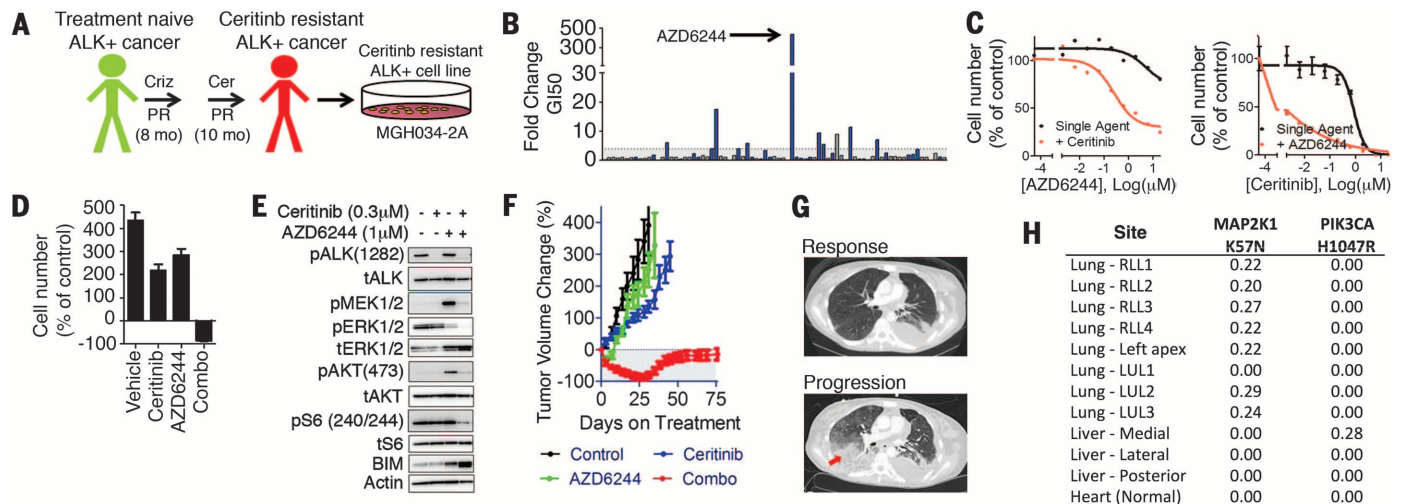 A
Treatment naive
ALK+ cancer
Ceritinib resistant
ALK+ cancer
Ceritinb resistant
ALK+ cell line
Criz
PR
(8 mo)
Cer
PR
(10 mo)
MGH034-2A
B
Fold Change
GI50
500
300
30
20
10
0
AZD6244
C
Cell number
(% of control)
100
50
0
Single Agent
+ Ceritinib
-4 -2 -1 0 1
[AZD6244], Log(μM)
Cell number
(% of control)
100
50
0
Single Agent
+ AZD6244
-4 -2 -1 0 1
[Ceritinib], Log(μM)
D
Cell number
(% of control)
500
400
300
200
100
0
-100
Vehicle
Ceritinib
AZD6244
Combo
E
Ceritinib (0.3μM) - + - +
AZD6244 (1μM) - - + +
pALK(1282)
tALK
pMEK1/2
pERK1/2
tERK1/2
pAKT(473)
tAKT
pS6 (240/244)
tS6
BIM
Actin
F
Tumor Volume Change (%)
400
300
200
100
0
-100
0 25 50 75
Days on Treatment
Control
Ceritinib
AZD6244
Combo
G
Response
Progression
H
Site MAP2K1 K57N PIK3CA H1047R
Lung - RLL1 0.22 0.00
Lung - RLL2 0.20 0.00
Lung - RLL3 0.27 0.00
Lung - RLL4 0.22 0.00
Lung - Left apex 0.22 0.00
Lung - LUL1 0.00 0.00
Lung - LUL2 0.29 0.00
Lung - LUL3 0.24 0.00
Liver - Medial 0.00 0.28
Liver - Lateral 0.00 0.00
Liver - Posterior 0.00 0.00
Heart (Normal) 0.00 0.00